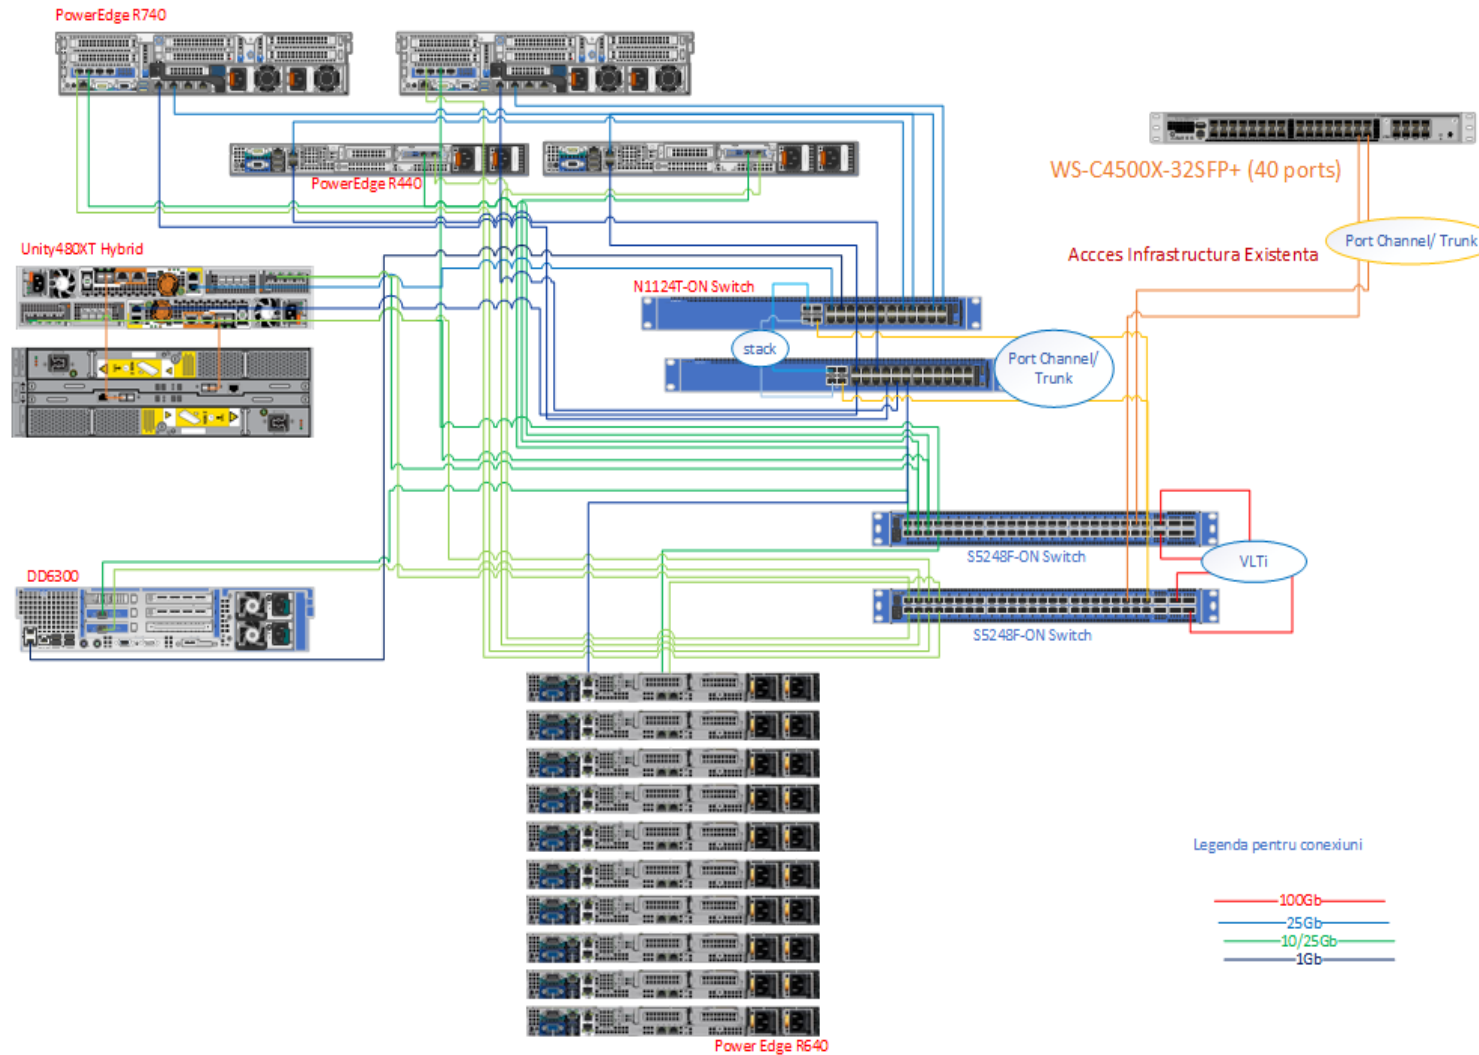 PowerEdge R740
WS-C4500X-32SFP+ (40 ports)
PowerEdge R440
Port Channel/ Trunk
Unity480XT Hybrid
Accces Infrastructura Existenta
N1124T-ON Switch
stack
Port Channel/
Trunk
S5248F-ON Switch
VLTi
DD6300
S5248F-ON Switch
Legenda pentru conexiuni
100Gb
25Gb
10/25Gb
1Gb
Power Edge R640